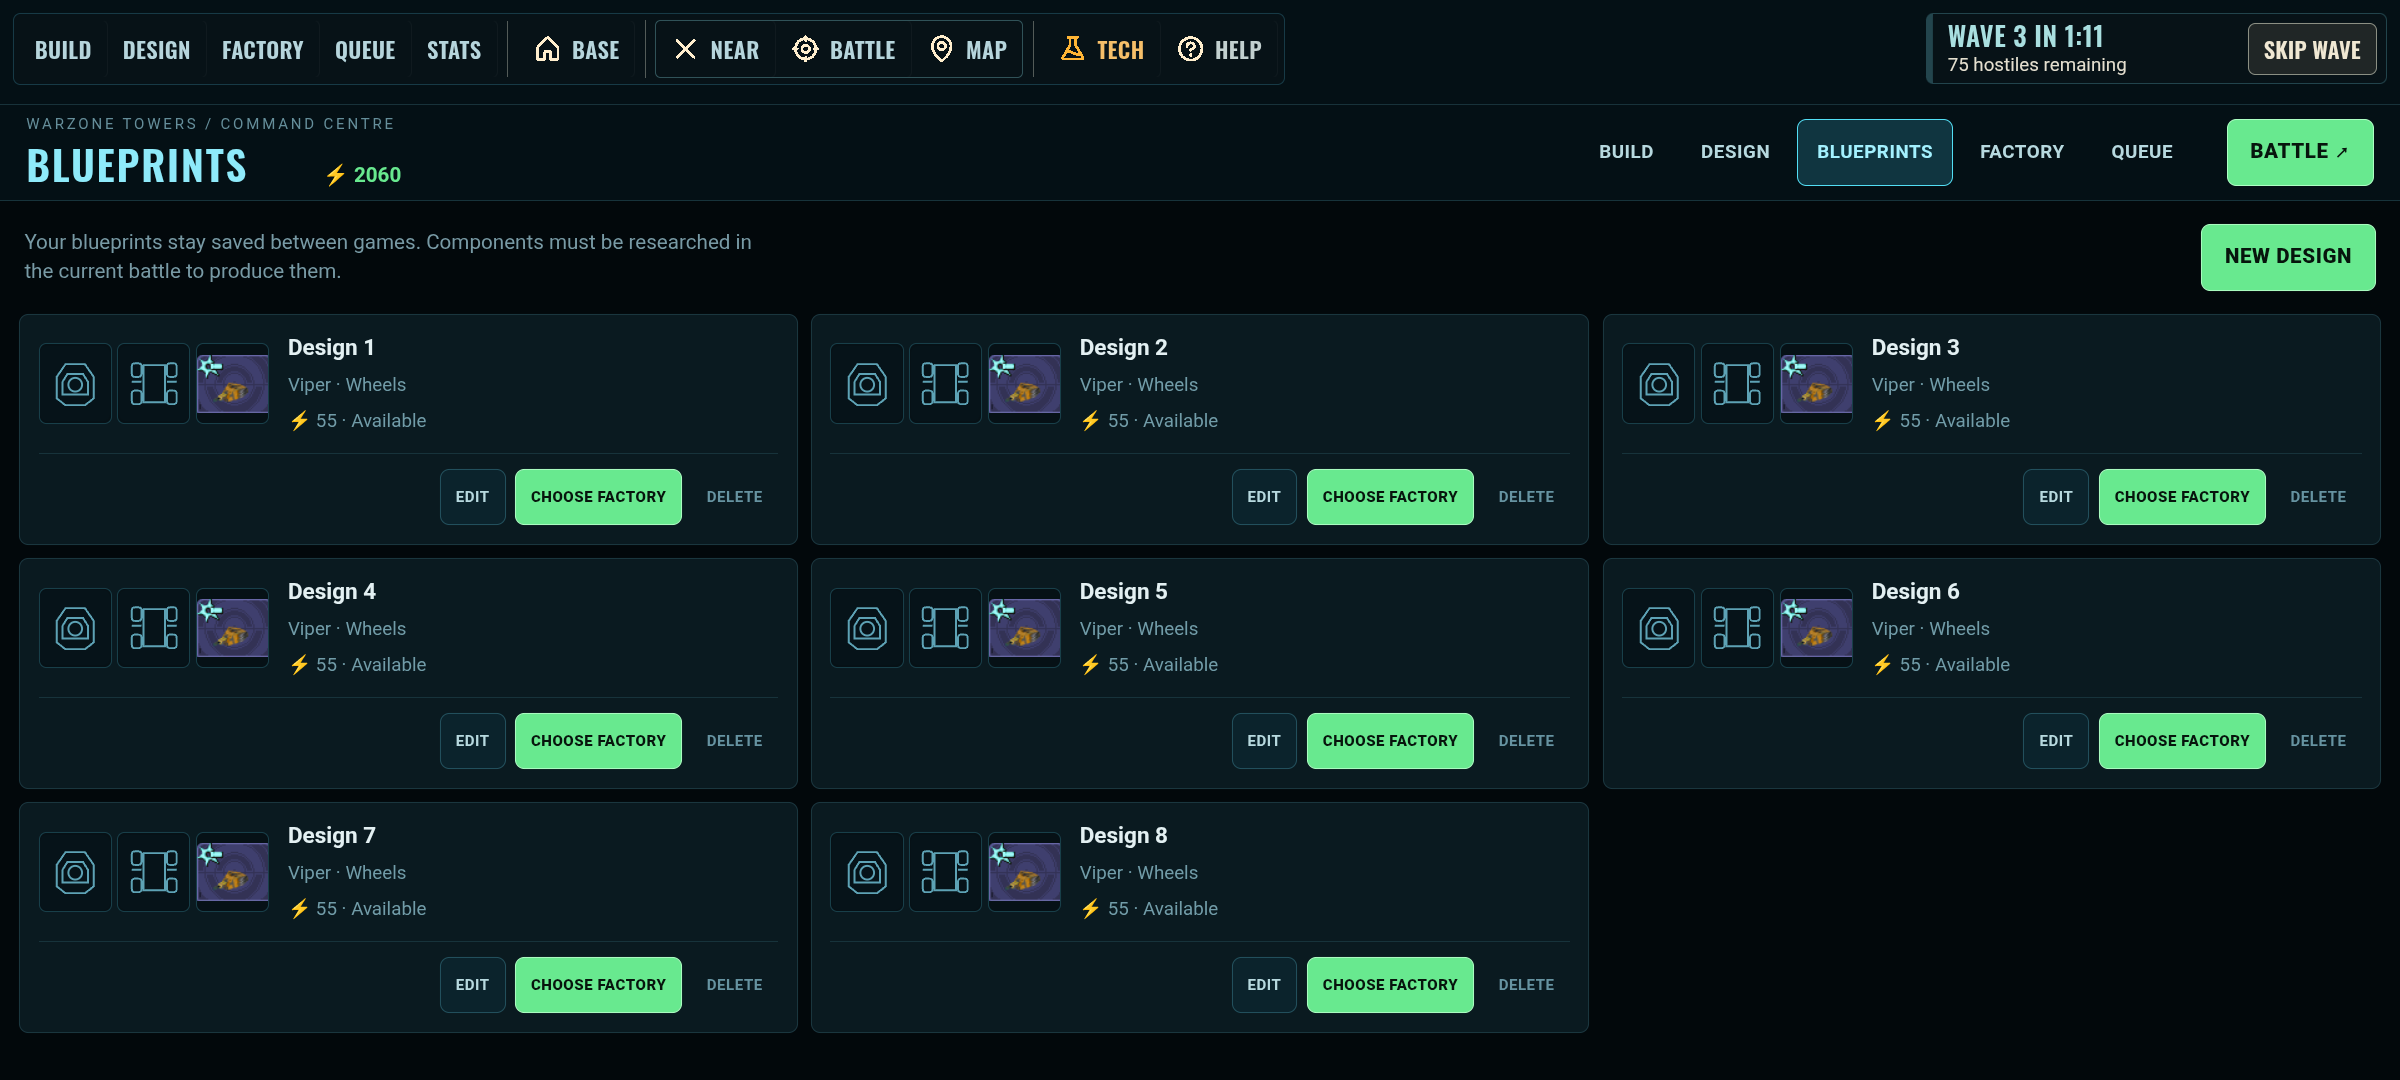 BUILD DESIGN FACTORY QUEUE STATS BASE NEAR BATTLE MAP TECH HELP
WAVE 3 IN 1:11
75 hostiles remaining
SKIP WAVE
WARZONE TOWERS / COMMAND CENTRE
BLUEPRINTS ⚡ 2060
BUILD DESIGN BLUEPRINTS FACTORY QUEUE BATTLE ↗
Your blueprints stay saved between games. Components must be researched in
the current battle to produce them.
NEW DESIGN
Design 1
Viper · Wheels
⚡ 55 · Available
EDIT CHOOSE FACTORY DELETE
Design 2
Viper · Wheels
⚡ 55 · Available
EDIT CHOOSE FACTORY DELETE
Design 3
Viper · Wheels
⚡ 55 · Available
EDIT CHOOSE FACTORY DELETE
Design 4
Viper · Wheels
⚡ 55 · Available
EDIT CHOOSE FACTORY DELETE
Design 5
Viper · Wheels
⚡ 55 · Available
EDIT CHOOSE FACTORY DELETE
Design 6
Viper · Wheels
⚡ 55 · Available
EDIT CHOOSE FACTORY DELETE
Design 7
Viper · Wheels
⚡ 55 · Available
EDIT CHOOSE FACTORY DELETE
Design 8
Viper · Wheels
⚡ 55 · Available
EDIT CHOOSE FACTORY DELETE